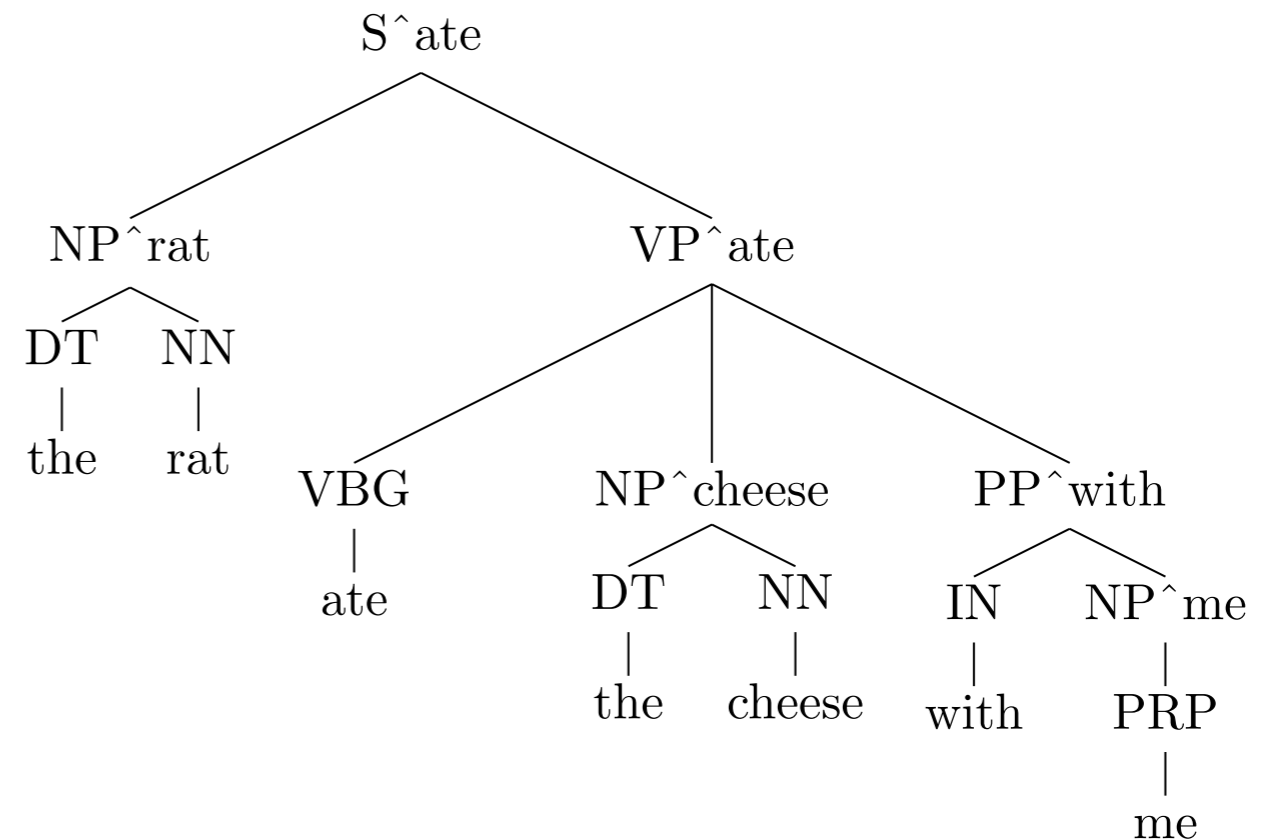 S^ate
NP^rat VP^ate
DT NN
the rat
VBG NP^cheese PP^with
ate
DT NN IN NP^me
the cheese with PRP
me